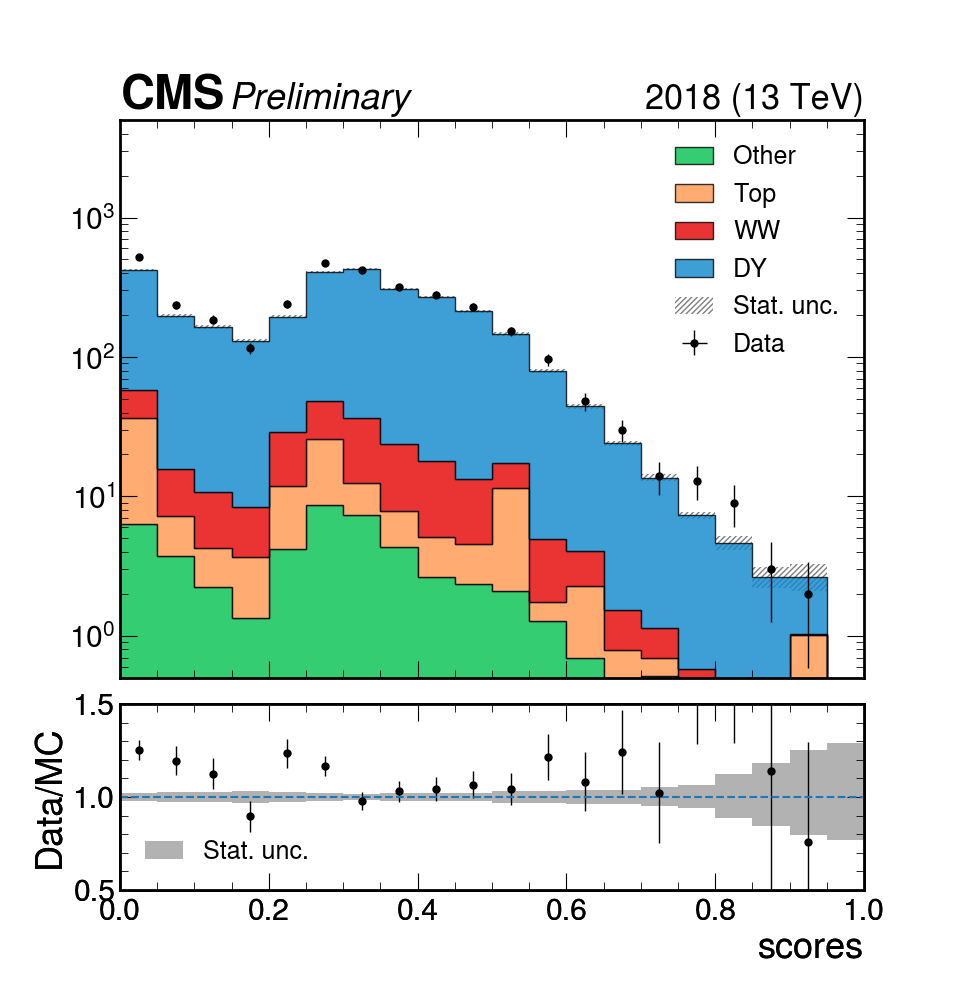 CMS Preliminary 2018 (13 TeV)
Other
Top
WW
DY
Stat. unc.
Data
10³
10²
10¹
10⁰
1.5
1.0
0.5
Data/MC
Stat. unc.
0.0 0.2 0.4 0.6 0.8 1.0
scores